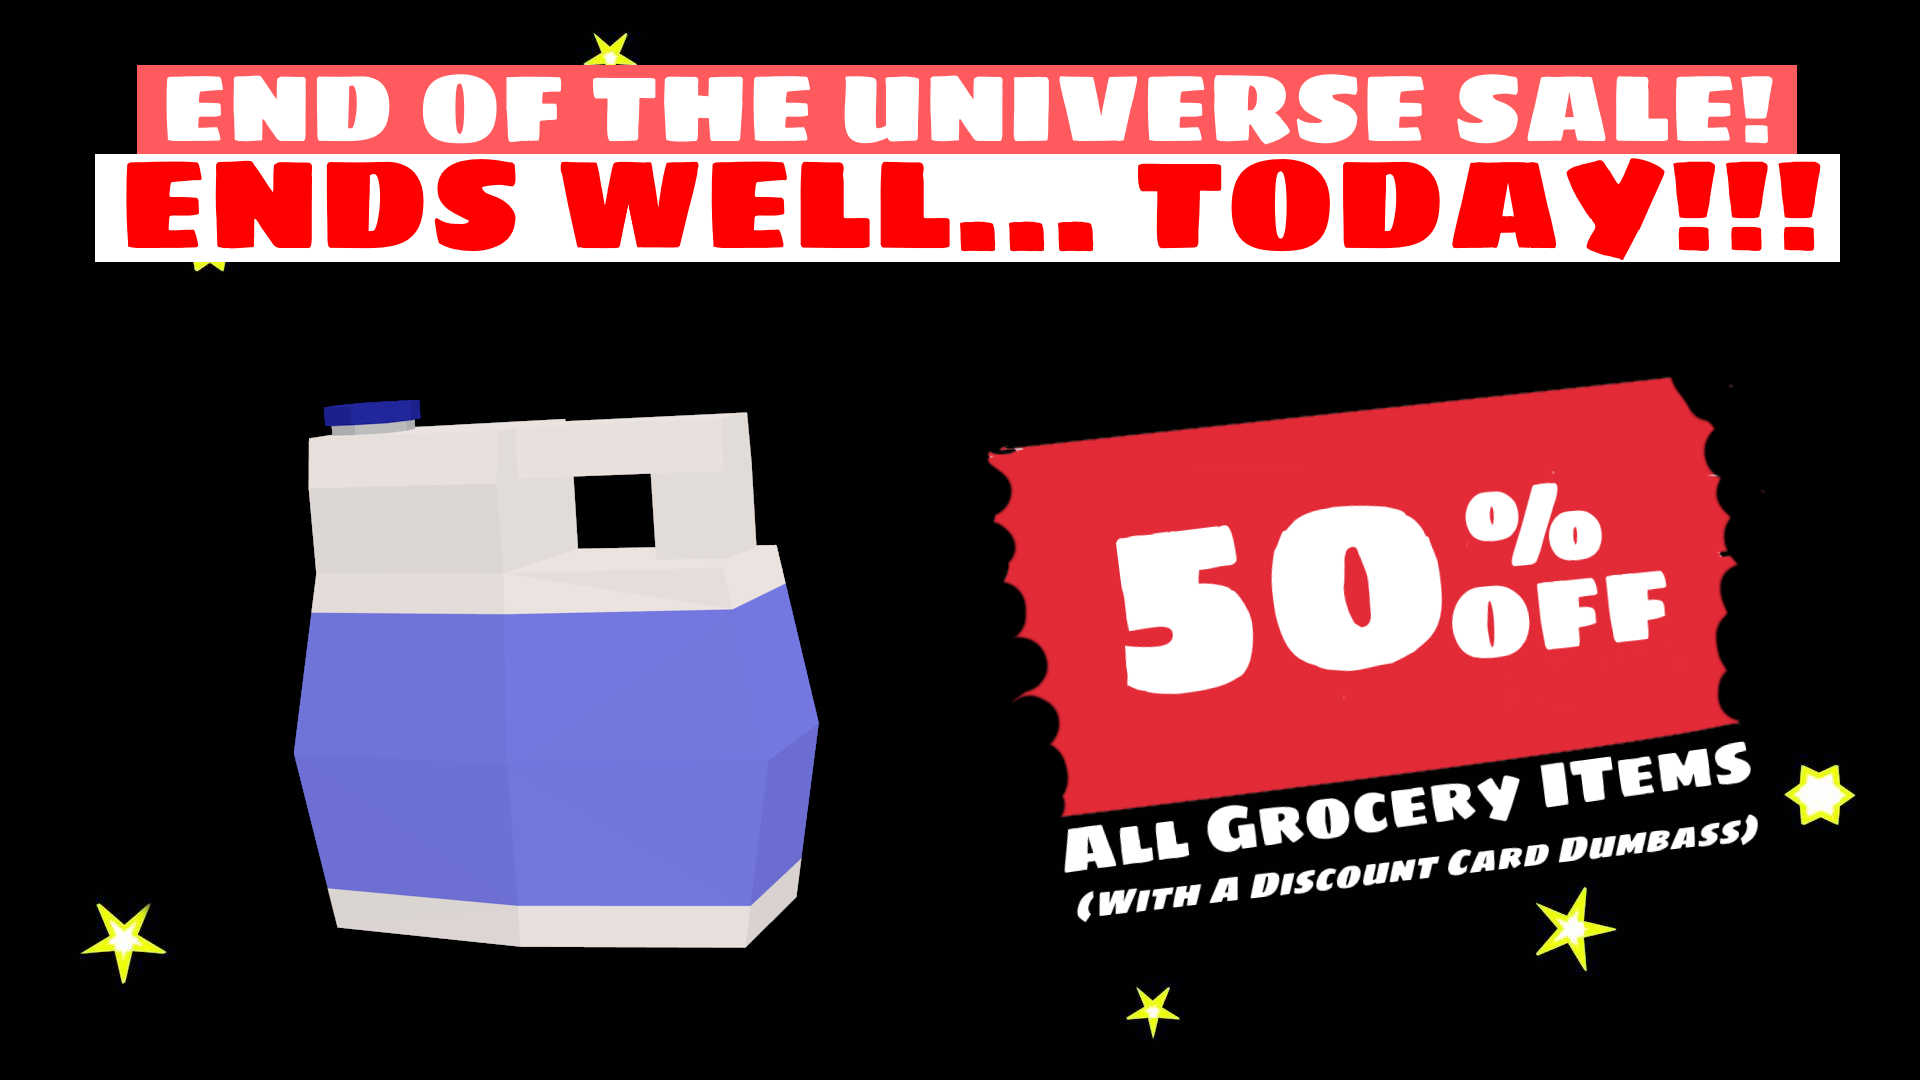 END OF THE UNIVERSE SALE!
ENDS WELL... TODAY!!!
50% OFF
ALL GROCERY ITEMS
(WITH A DISCOUNT CARD DUMBASS)